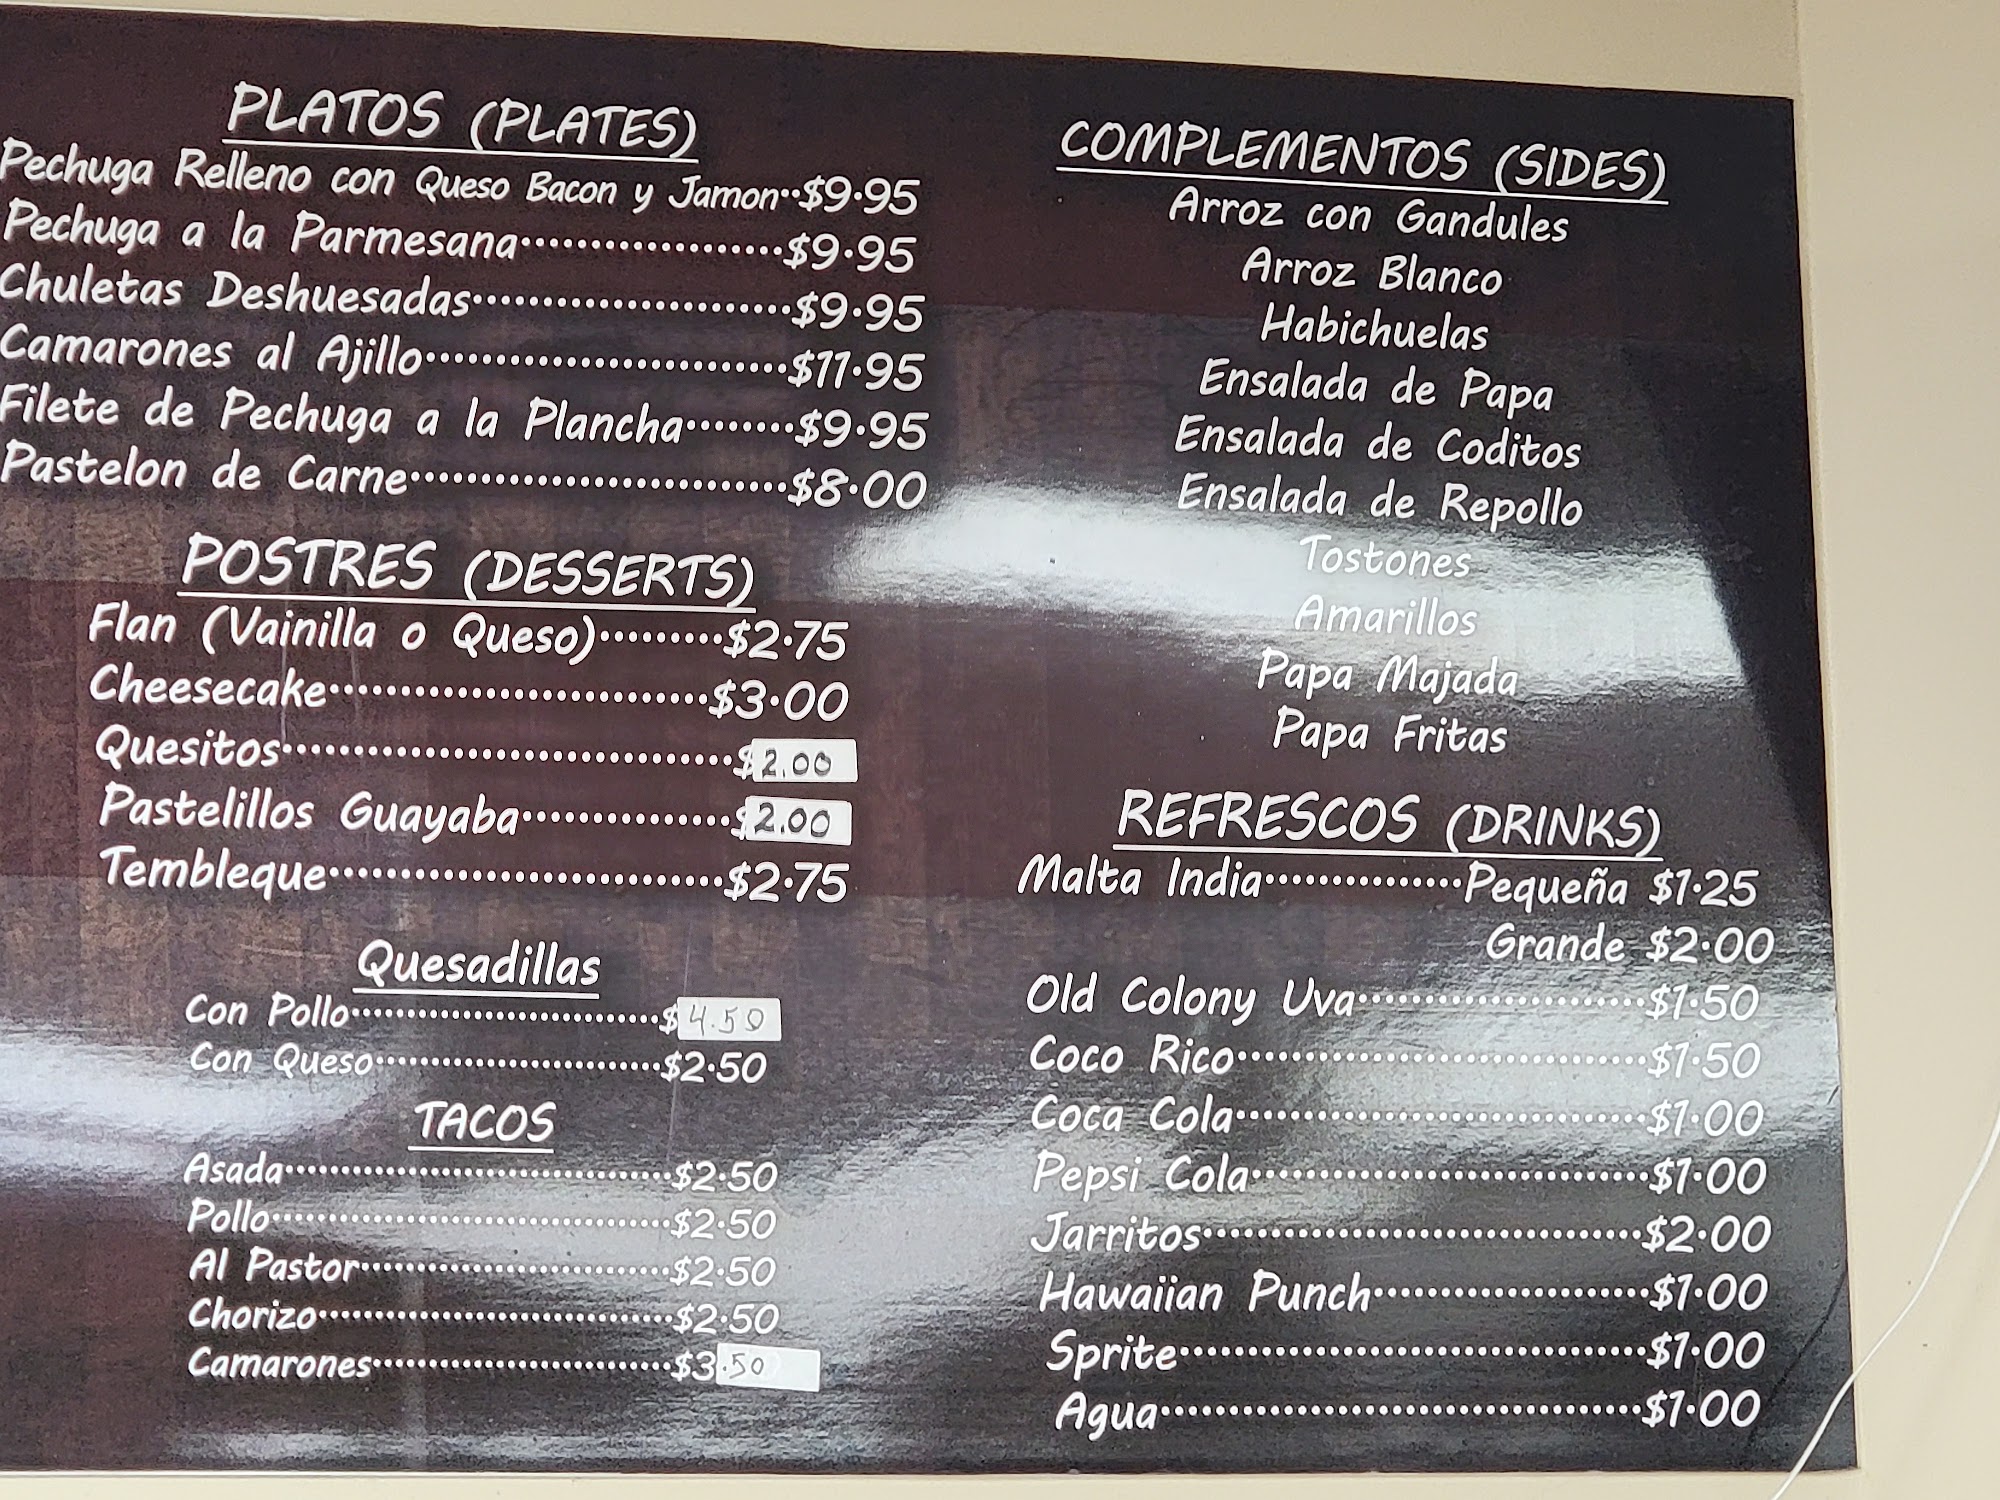 PLATOS (PLATES)
Pechuga Relleno con Queso Bacon y Jamon..$9.95
Pechuga a la Parmesana....................$9.95
Chuletas Deshuesadas........................$9.95
Camarones al Ajillo...........................$11.95
Filete de Pechuga a la Plancha........$9.95
Pastelon de Carne............................$8.00
POSTRES (DESSERTS)
Flan (Vainilla o Queso).........$2.75
Cheesecake............................$3.00
Quesitos.................................$2.00
Pastelillos Guayaba................$2.00
Tembleque.............................$2.75
Quesadillas
Con Pollo.................................$4.50
Con Queso..............................$2.50
TACOS
Asada.......................................$2.50
Pollo........................................$2.50
Al Pastor................................$2.50
Chorizo...................................$2.50
Camarones..............................$3.50
COMPLEMENTOS (SIDES)
Arroz con Gandules
Arroz Blanco
Habichuelas
Ensalada de Papa
Ensalada de Coditos
Ensalada de Repollo
Tostones
Amarillos
Papa Majada
Papa Fritas
REFRESCOS (DRINKS)
Malta India...............Pequeña $1.25
Grande $2.00
Old Colony Uva......................$1.50
Coco Rico...............................$1.50
Coca Cola...............................$1.00
Pepsi Cola..............................$1.00
Jarritos.................................$2.00
Hawaiian Punch.....................$1.00
Sprite...................................$1.00
Agua.....................................$1.00